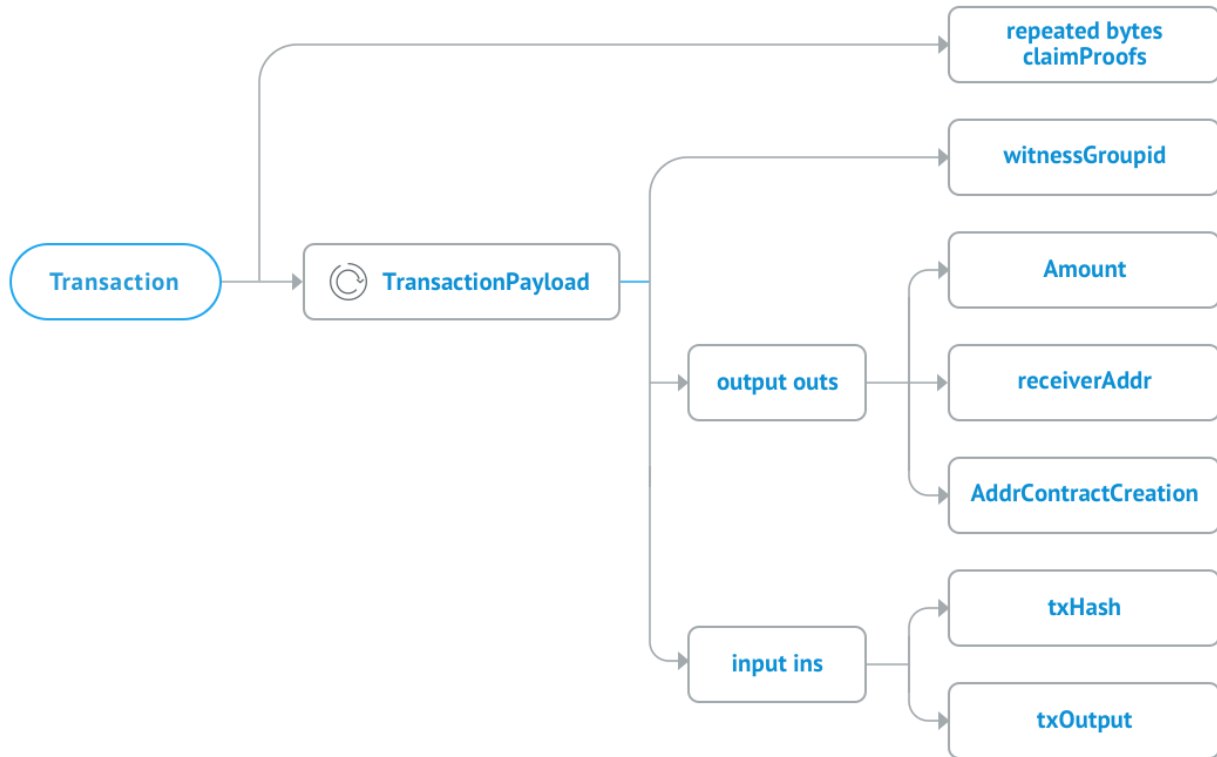 repeated bytes
claimProofs
witnessGroupid
Transaction
TransactionPayload
Amount
output outs
receiverAddr
AddrContractCreation
txHash
input ins
txOutput